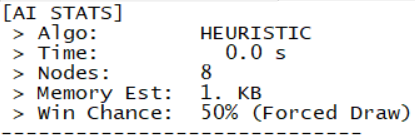 [AI STATS]
> Algo: HEURISTIC
> Time: 0.0 s
> Nodes: 8
> Memory Est: 1. KB
> Win Chance: 50% (Forced Draw)
-----------------------------